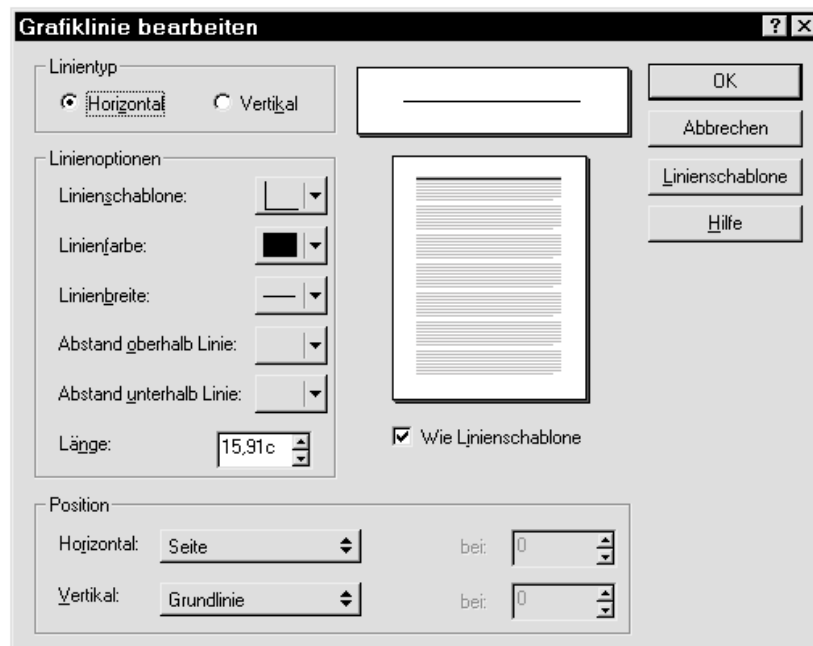 Grafiklinie bearbeiten
Linientyp
Horizontal
Vertikal
Linienoptionen
Linienschablone:
Linienfarbe:
Linienbreite:
Abstand oberhalb Linie:
Abstand unterhalb Linie:
Länge: 15,91c
Wie Linienschablone
OK
Abbrechen
Linienschablone
Hilfe
Position
Horizontal: Seite bei: 0
Vertikal: Grundlinie bei: 0